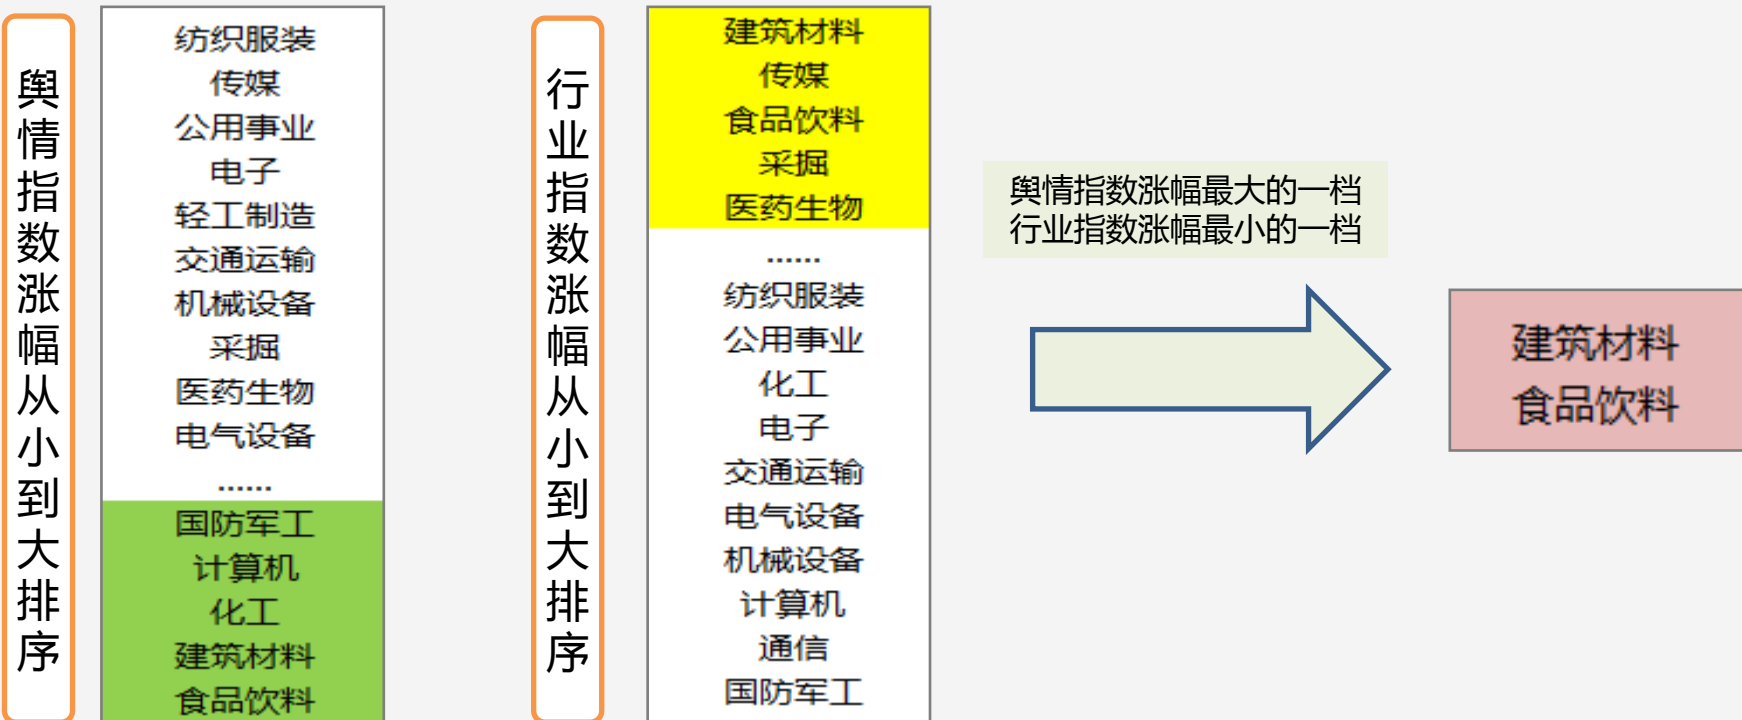 舆情指数涨幅从小到大排序
纺织服装
传媒
公用事业
电子
轻工制造
交通运输
机械设备
采掘
医药生物
电气设备
......
国防军工
计算机
化工
建筑材料
食品饮料
行业指数涨幅从小到大排序
建筑材料
传媒
食品饮料
采掘
医药生物
......
纺织服装
公用事业
化工
电子
交通运输
电气设备
机械设备
计算机
通信
国防军工
舆情指数涨幅最大的一档
行业指数涨幅最小的一档
建筑材料
食品饮料